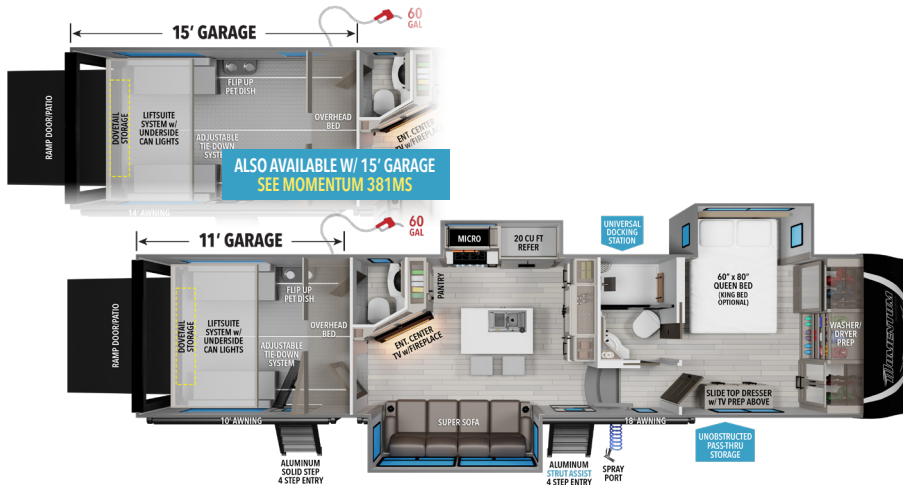 60
GAL
15' GARAGE
RAMP DOOR/PATIO
DOVETAIL
STORAGE
LIFTSUITE
SYSTEM w/
UNDERSIDE
CAN LIGHTS
FLIP UP
PET DISH
ADJUSTABLE
TIE-DOWN
SYSTEM
OVERHEAD
BED
ENT. CENTER
TV w/FIREPLACE
ALSO AVAILABLE W/ 15' GARAGE
SEE MOMENTUM 381MS
14' AWNING
60
GAL
11' GARAGE
RAMP DOOR/PATIO
DOVETAIL
STORAGE
LIFTSUITE
SYSTEM w/
UNDERSIDE
CAN LIGHTS
FLIP UP
PET DISH
ADJUSTABLE
TIE-DOWN
SYSTEM
OVERHEAD
BED
ENT. CENTER
TV w/FIREPLACE
PANTRY
MICRO
20 CU FT
REFER
UNIVERSAL
DOCKING
STATION
60" x 80"
QUEEN BED
(KING BED
OPTIONAL)
WASHER/
DRYER
PREP
MOMENTUM
SLIDE TOP DRESSER
w/ TV PREP ABOVE
SUPER SOFA
10' AWNING
18' AWNING
ALUMINUM
SOLID STEP
4 STEP ENTRY
ALUMINUM
STRUT ASSIST
4 STEP ENTRY
SPRAY
PORT
UNOBSTRUCTED
PASS-THRU
STORAGE